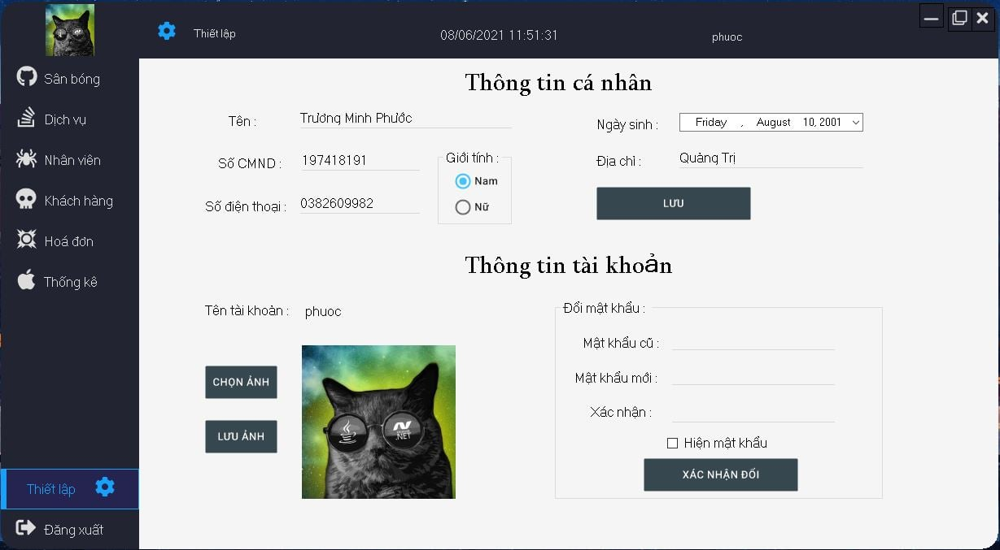 Thiết lập
08/06/2021 11:51:31
phuoc
Sân bóng
Dịch vụ
Nhân viên
Khách hàng
Hoá đơn
Thống kê
Thiết lập
Đăng xuất
Thông tin cá nhân
Tên :
Trương Minh Phước
Số CMND :
197418191
Số điện thoại :
0382609982
Giới tính :
Nam
Nữ
Ngày sinh :
Friday , August 10, 2001
Địa chỉ :
Quảng Trị
LƯU
Thông tin tài khoản
Tên tài khoản :
phuoc
CHỌN ẢNH
LƯU ẢNH
Java
.NET
Đổi mật khẩu :
Mật khẩu cũ :
Mật khẩu mới :
Xác nhận :
Hiện mật khẩu
XÁC NHẬN ĐỔI